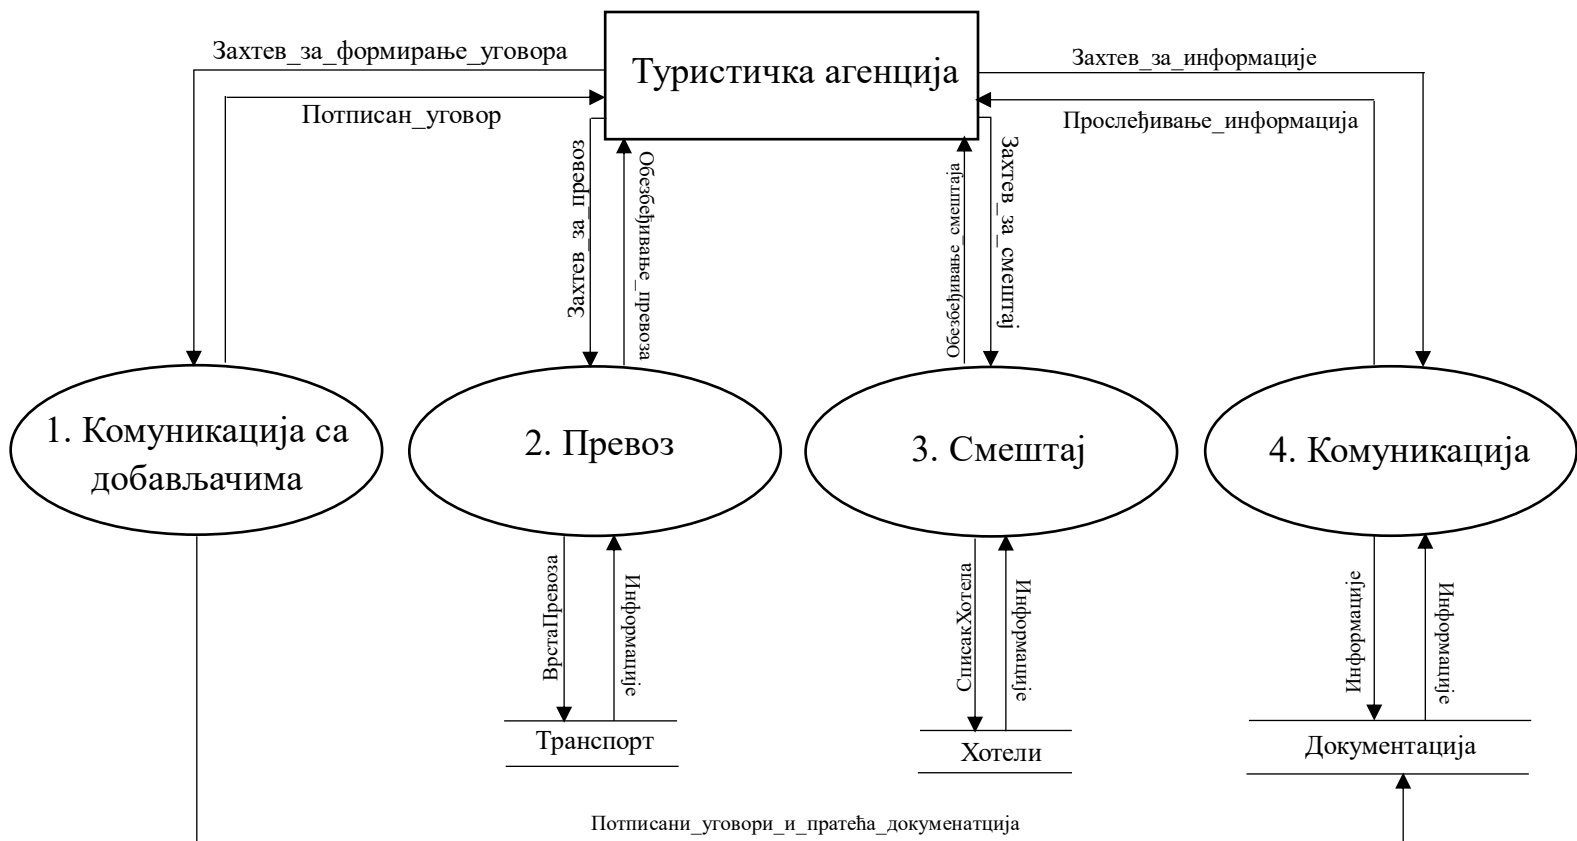 Захтев_за_формирање_уговора
Туристичка агенција
Захтев_за_информације
Потписан_уговор
Прослеђивање_информација
Захтев_за_превоз
Обезбеђивање_превоза
Обезбеђивање_смештаја
Захтев_за_смештај
1. Комуникација са
добављачима
2. Превоз
3. Смештај
4. Комуникација
ВрстаПревоза
Информације
СписакХотела
Информације
Информације
Информације
Транспорт
Хотели
Документација
Потписани_уговори_и_пратећа_докуменатција